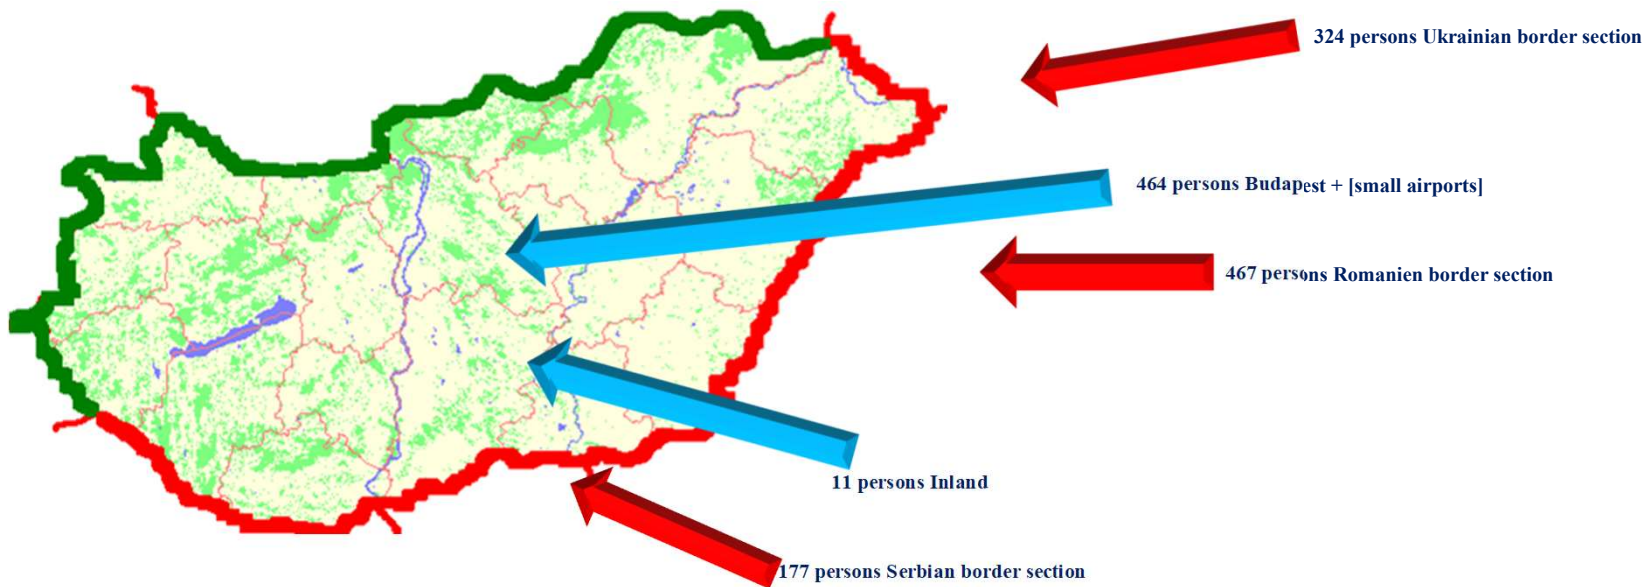 324 persons Ukrainian border section
464 persons Budapest + [small airports]
467 persons Romanien border section
11 persons Inland
177 persons Serbian border section